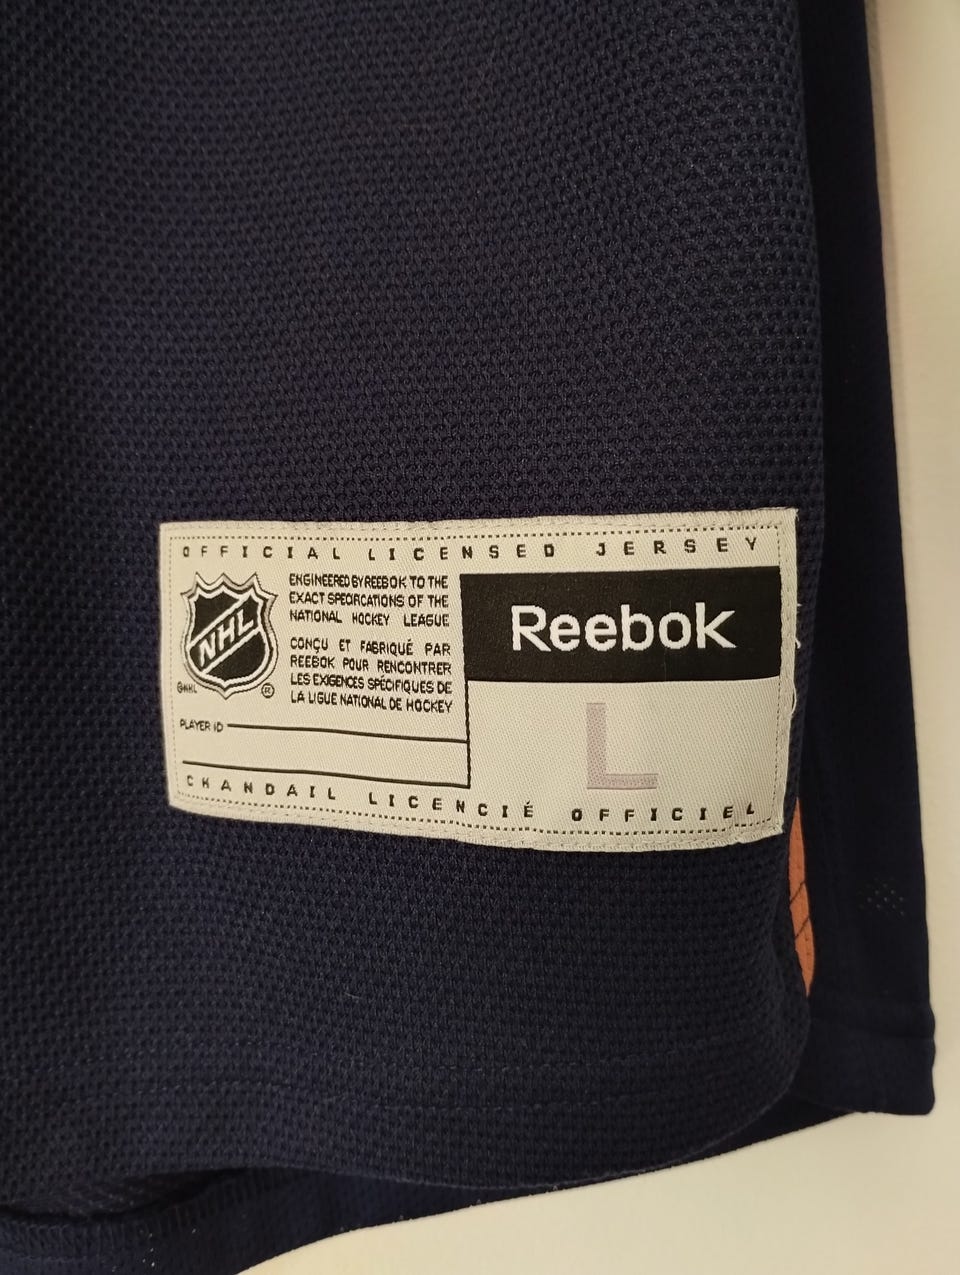 OFFICIAL LICENSED JERSEY
NHL
©NHL
ENGINEERED BY REEBOK TO THE
EXACT SPECIFICATIONS OF THE
NATIONAL HOCKEY LEAGUE
CONÇU ET FABRIQUÉ PAR
REEBOK POUR RENCONTRER
LES EXIGENCES SPÉCIFIQUES DE
LA LIGUE NATIONAL DE HOCKEY
PLAYER ID
Reebok
L
CHANDAIL LICENCIÉ OFFICIEL